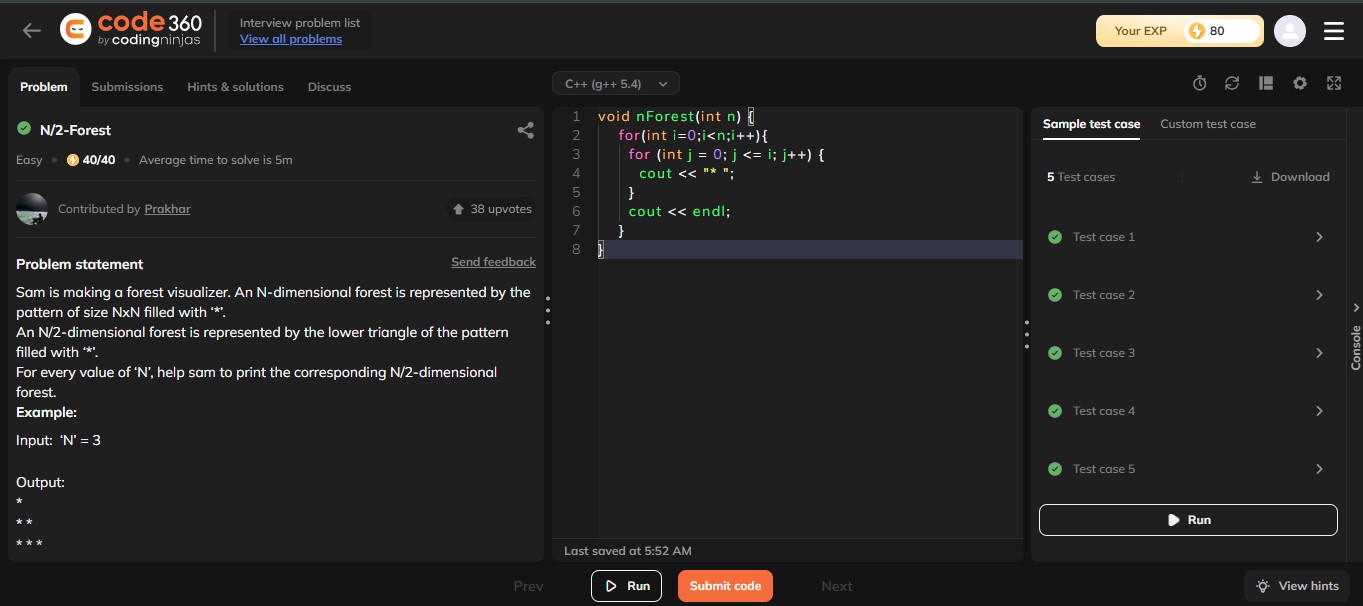 code360
by codingninjas
Interview problem list
View all problems
Your EXP 80
Problem Submissions Hints & solutions Discuss
N/2-Forest
Easy 40/40 Average time to solve is 5m
Contributed by Prakhar 38 upvotes
Problem statement Send feedback
Sam is making a forest visualizer. An N-dimensional forest is represented by the
pattern of size NxN filled with ‘*’.
An N/2-dimensional forest is represented by the lower triangle of the pattern
filled with ‘*’.
For every value of ‘N’, help sam to print the corresponding N/2-dimensional
forest.
Example:
Input: ‘N’ = 3
Output:
*
* *
* * *
C++ (g++ 5.4)
1 void nForest(int n) {
2 for(int i=0;i<n;i++){
3 for (int j = 0; j <= i; j++) {
4 cout << "* ";
5 }
6 cout << endl;
7 }
8 }
Last saved at 5:52 AM
Sample test case Custom test case
5 Test cases Download
Test case 1
Test case 2
Test case 3
Test case 4
Test case 5
Run
Console
Prev Run Submit code Next View hints